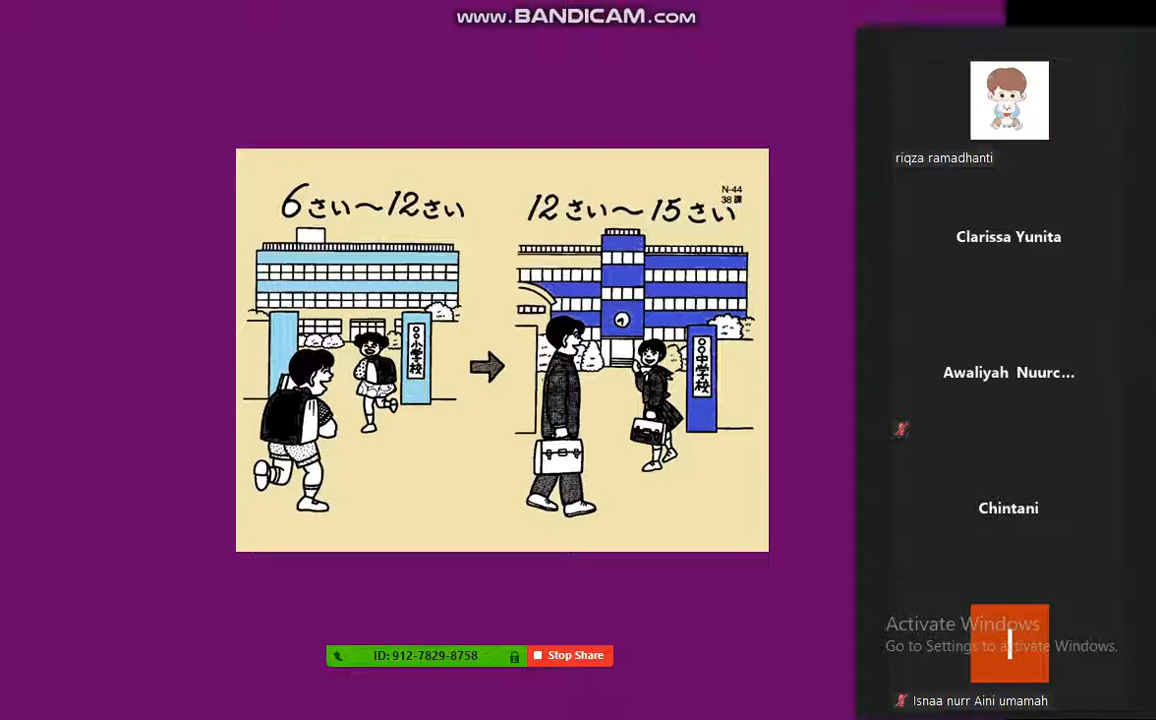 www.BANDICAM.com
riqza ramadhanti
Clarissa Yunita
Awaliyah Nuurc...
Chintani
Activate Windows
Go to Settings to activate Windows.
I
Isnaa nurr Aini umamah
N-44
38課
6さい〜12さい
12さい〜15さい
○○小学校
○○中学校
ID: 912-7829-8758
Stop Share